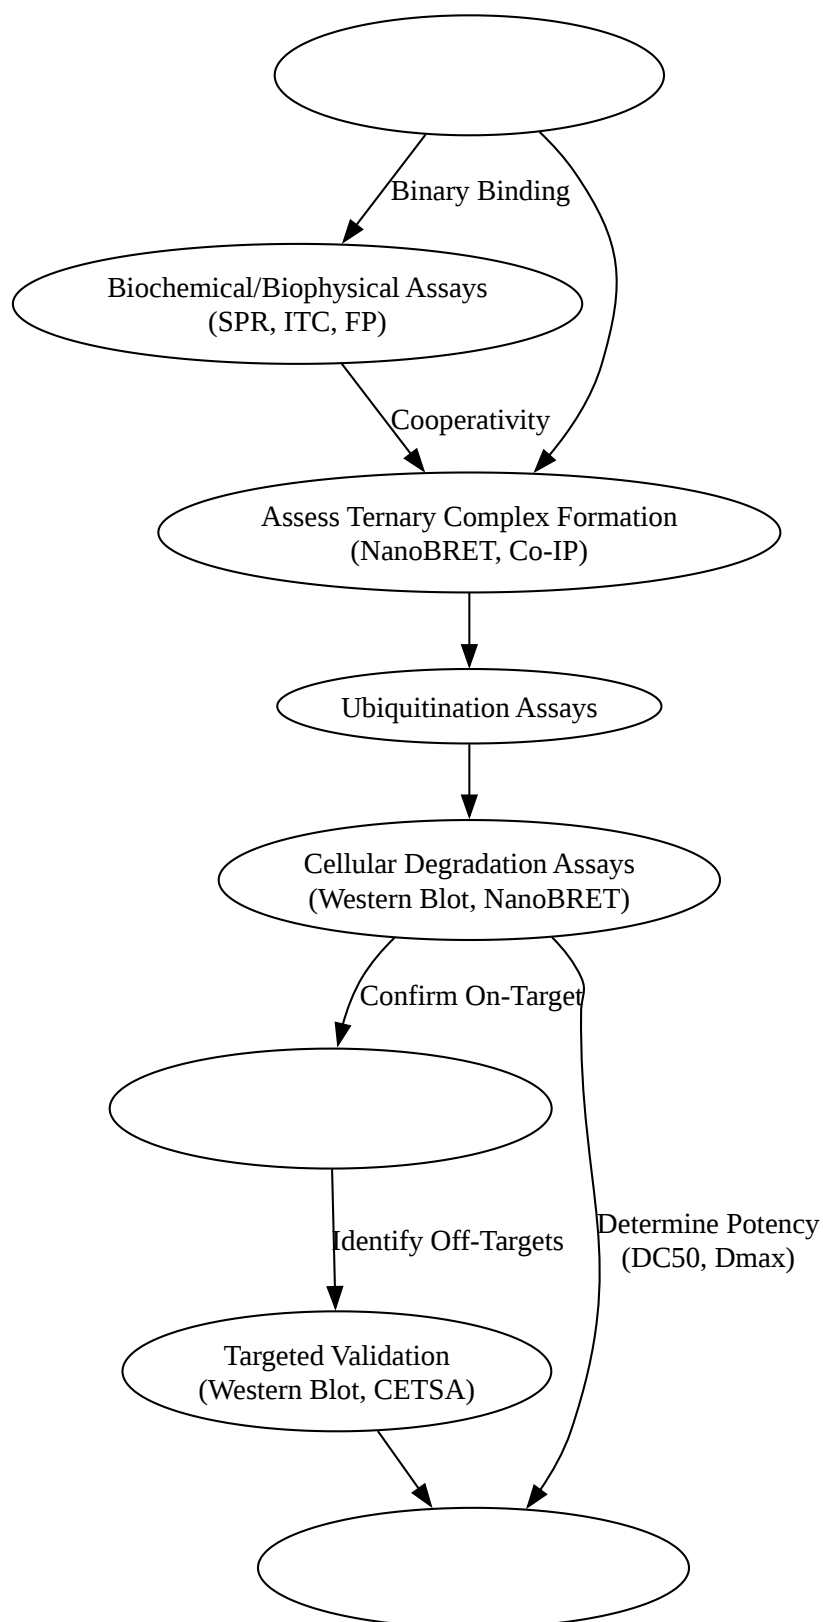 Binary Binding
Biochemical/Biophysical Assays
(SPR, ITC, FP)
Cooperativity
Assess Ternary Complex Formation
(NanoBRET, Co-IP)
Ubiquitination Assays
Cellular Degradation Assays
(Western Blot, NanoBRET)
Confirm On-Target
Determine Potency
(DC50, Dmax)
Identify Off-Targets
Targeted Validation
(Western Blot, CETSA)